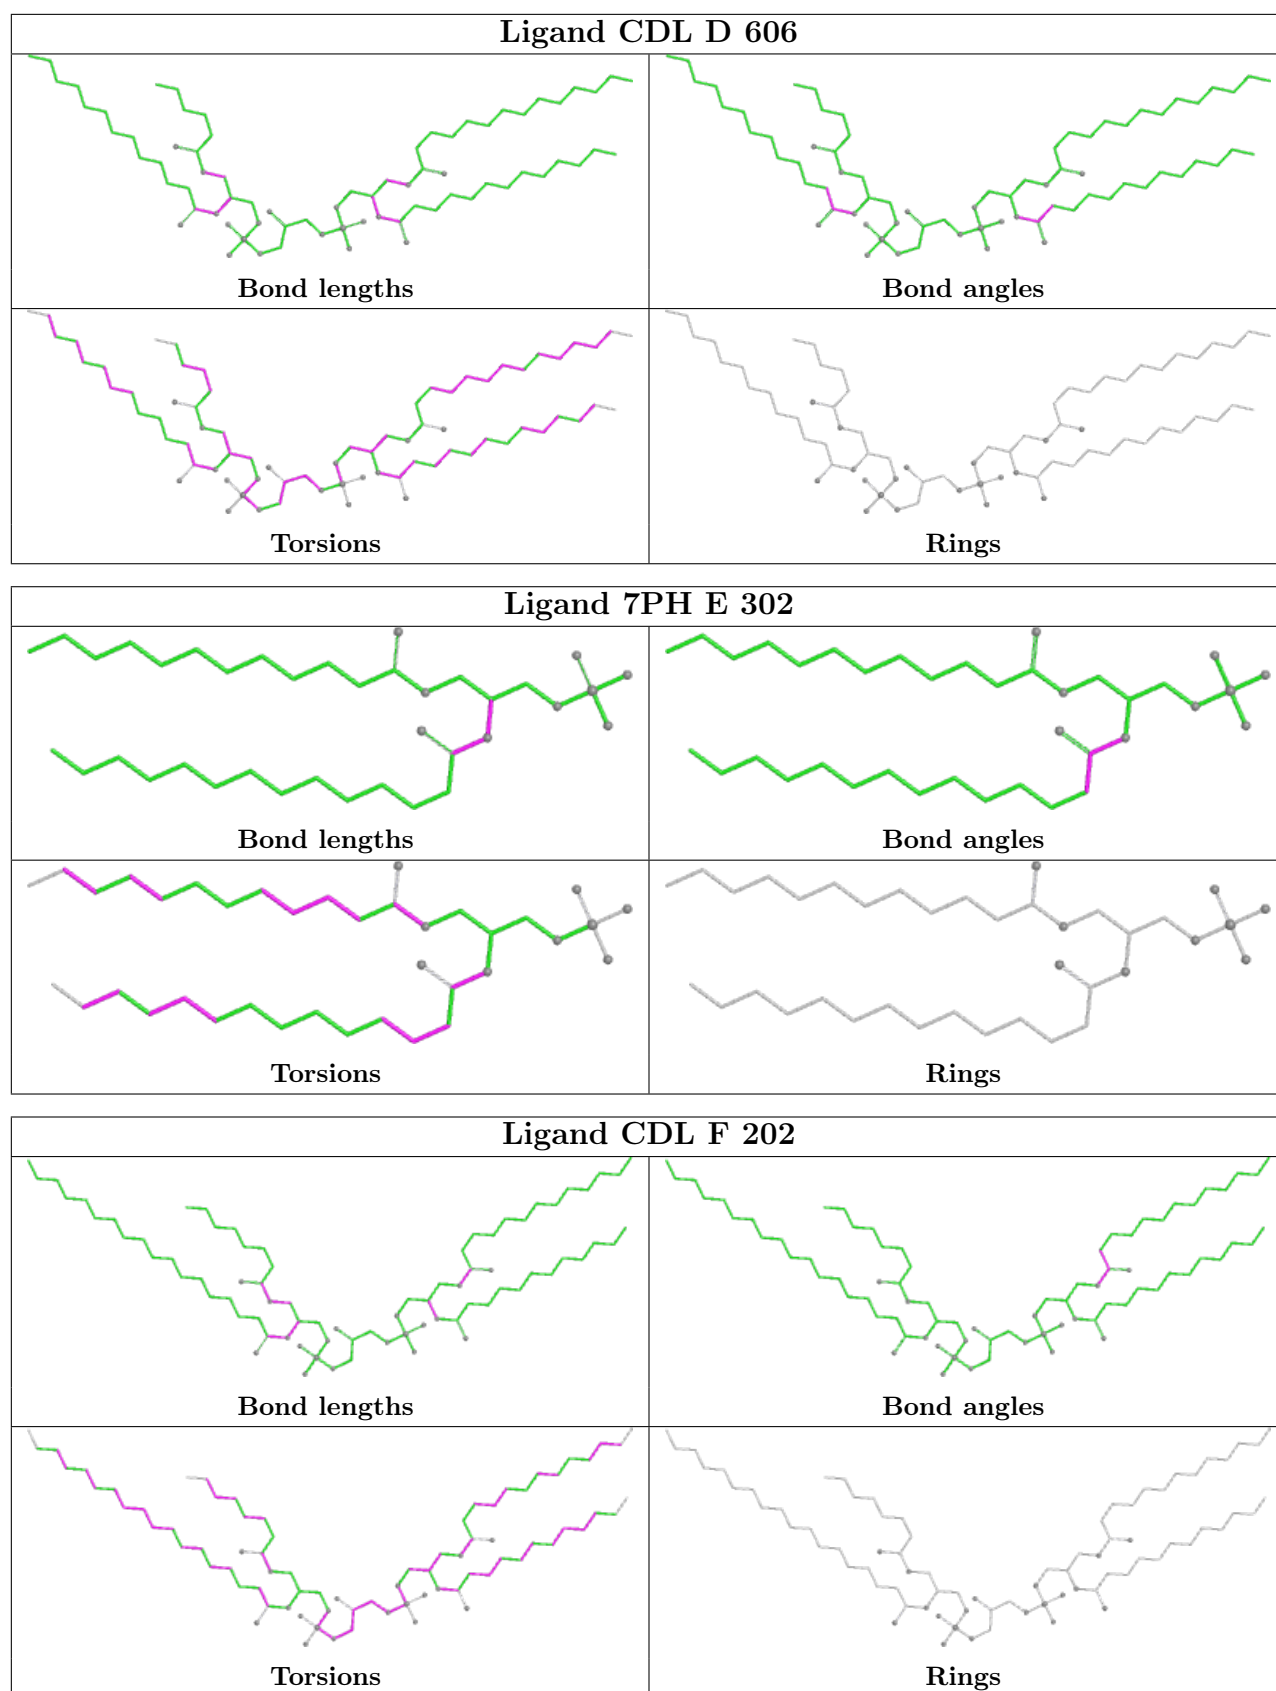 Ligand CDL D 606
Bond lengths
Bond angles
Torsions
Rings
Ligand 7PH E 302
Bond lengths
Bond angles
Torsions
Rings
Ligand CDL F 202
Bond lengths
Bond angles
Torsions
Rings